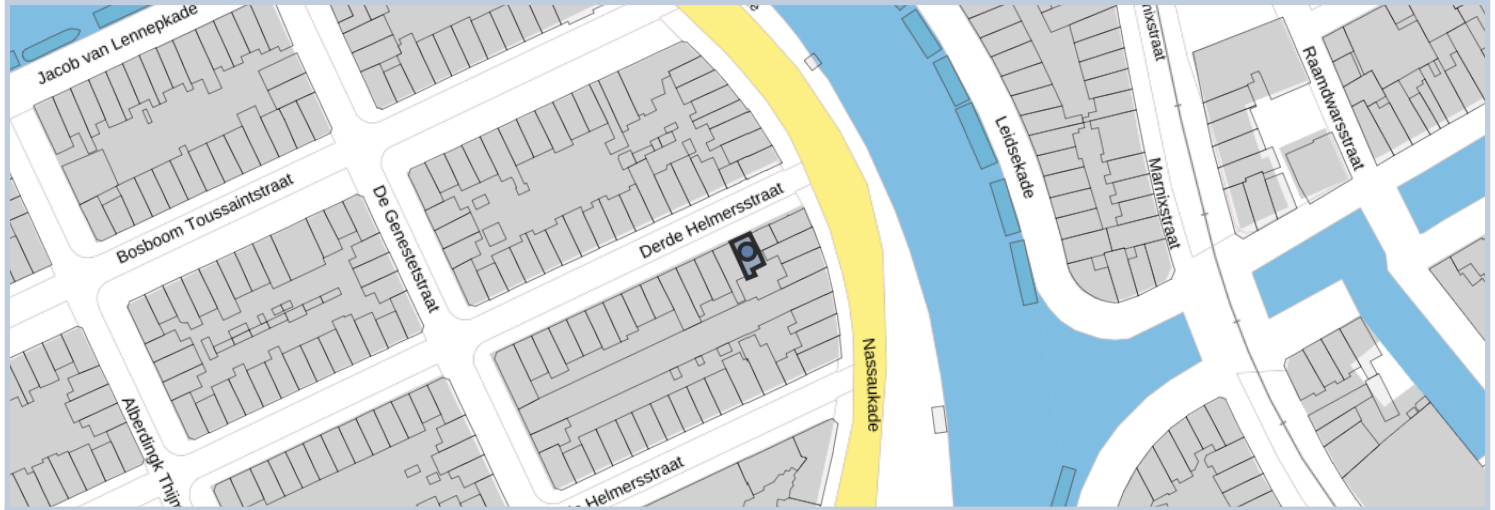 Jacob van Lennepkade
Bosboom Toussaintstraat
De Genestetstraat
Derde Helmersstraat
Alberdingk Thijm
Helmersstraat
Nassaukade
Leidsekade
Marnixstraat
Raamdwarsstraat